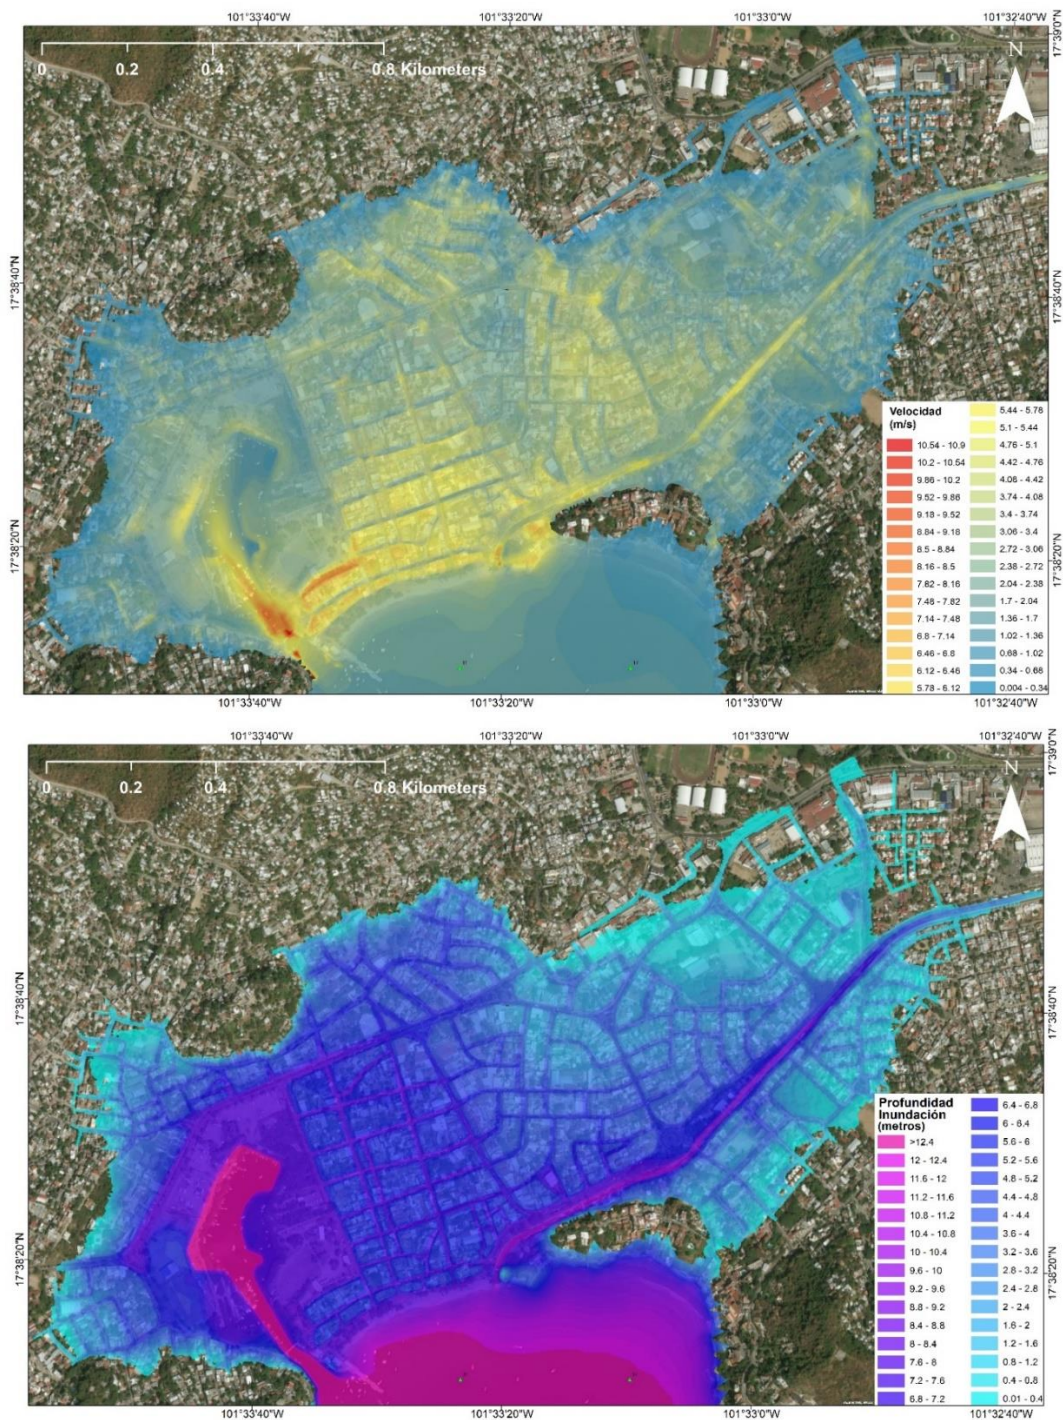 101°33'40"W 101°33'20"W 101°33'0"W 101°32'40"W
17°39'0"N
0 0.2 0.4 0.8 Kilometers
N
17°38'40"N
17°38'40"N
Velocidad
(m/s)
10.54 - 10.9
10.2 - 10.54
9.86 - 10.2
9.52 - 9.86
9.18 - 9.52
8.84 - 9.18
8.5 - 8.84
8.16 - 8.5
7.82 - 8.16
7.48 - 7.82
7.14 - 7.48
6.8 - 7.14
6.46 - 6.8
6.12 - 6.46
5.78 - 6.12
5.44 - 5.78
5.1 - 5.44
4.76 - 5.1
4.42 - 4.76
4.08 - 4.42
3.74 - 4.08
3.4 - 3.74
3.06 - 3.4
2.72 - 3.06
2.38 - 2.72
2.04 - 2.38
1.7 - 2.04
1.36 - 1.7
1.02 - 1.36
0.68 - 1.02
0.34 - 0.68
0.004 - 0.34
17°38'20"N
17°38'20"N
101°33'40"W 101°33'20"W 101°33'0"W 101°32'40"W
101°33'40"W 101°33'20"W 101°33'0"W 101°32'40"W
17°39'0"N
0 0.2 0.4 0.8 Kilometers
N
17°38'40"N
17°38'40"N
Profundidad
Inundación
(metros)
>12.4
12 - 12.4
11.6 - 12
11.2 - 11.6
10.8 - 11.2
10.4 - 10.8
10 - 10.4
9.6 - 10
9.2 - 9.6
8.8 - 9.2
8.4 - 8.8
8 - 8.4
7.6 - 8
7.2 - 7.6
6.8 - 7.2
6.4 - 6.8
6 - 6.4
5.6 - 6
5.2 - 5.6
4.8 - 5.2
4.4 - 4.8
4 - 4.4
3.6 - 4
3.2 - 3.6
2.8 - 3.2
2.4 - 2.8
2 - 2.4
1.6 - 2
1.2 - 1.6
0.8 - 1.2
0.4 - 0.8
0.01 - 0.4
17°38'20"N
17°38'20"N
101°33'40"W 101°33'20"W 101°33'0"W 101°32'40"W